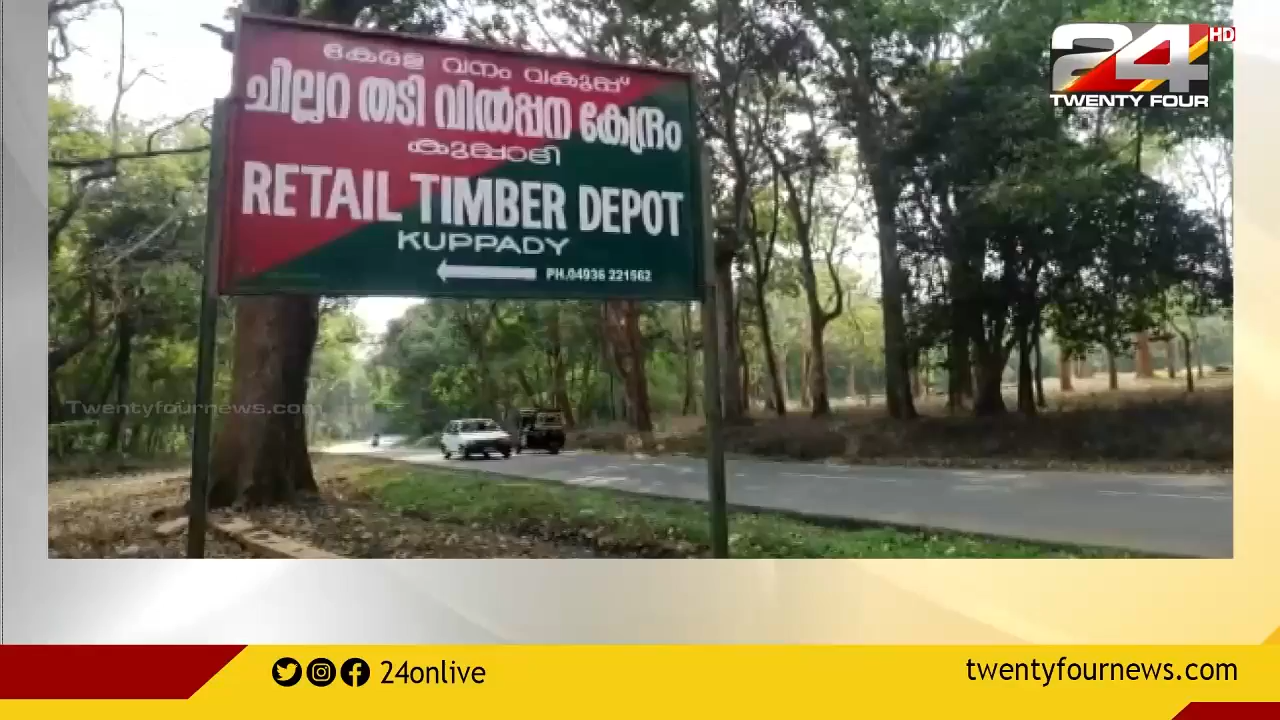 കേരള വനം വകുപ്പ്
ചില്ലറ തടി വിൽപ്പന കേന്ദ്രം
കുപ്പാടി
RETAIL TIMBER DEPOT
KUPPADY
PH.04936 221562
24 HD
TWENTY FOUR
Twentyfournews.com
24onlive
twentyfournews.com